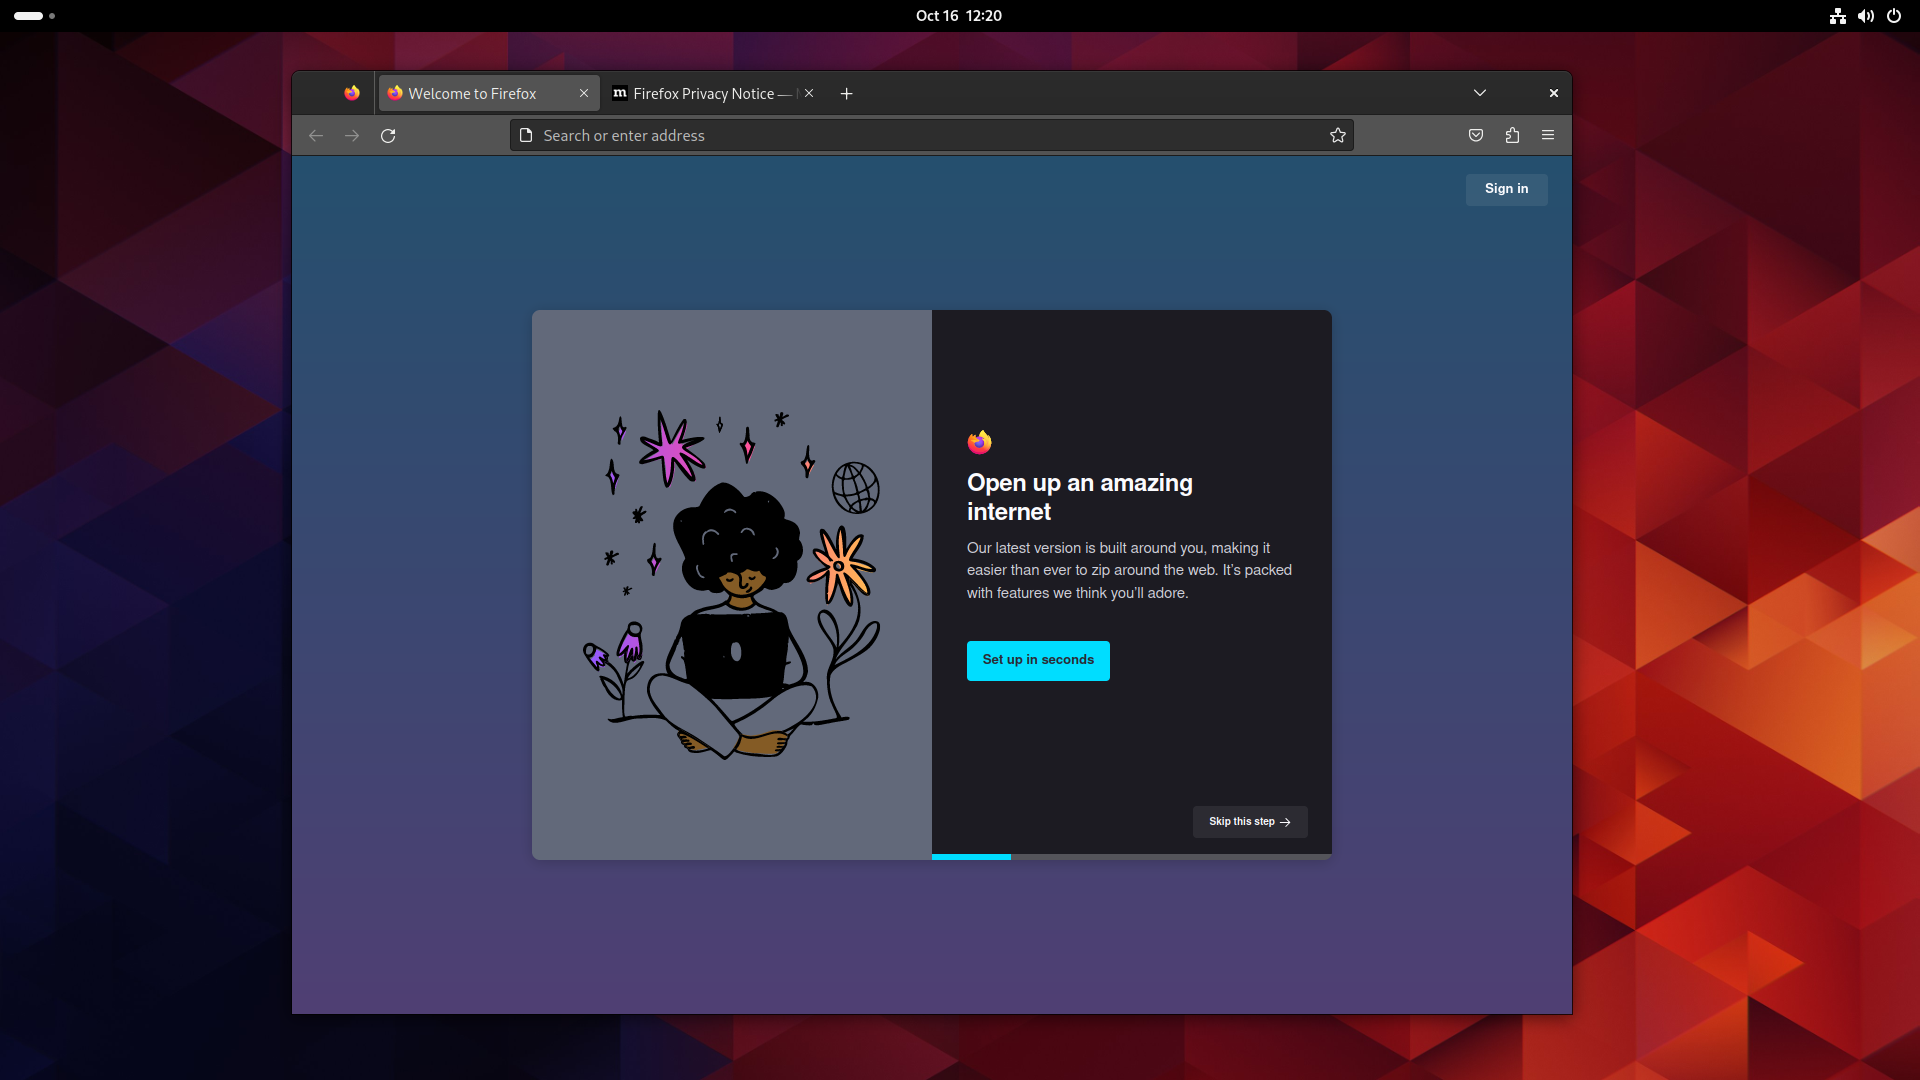 Oct 16 12:20
Welcome to Firefox
Firefox Privacy Notice —
Search or enter address
Sign in
Open up an amazing
internet
Our latest version is built around you, making it
easier than ever to zip around the web. It’s packed
with features we think you’ll adore.
Set up in seconds
Skip this step